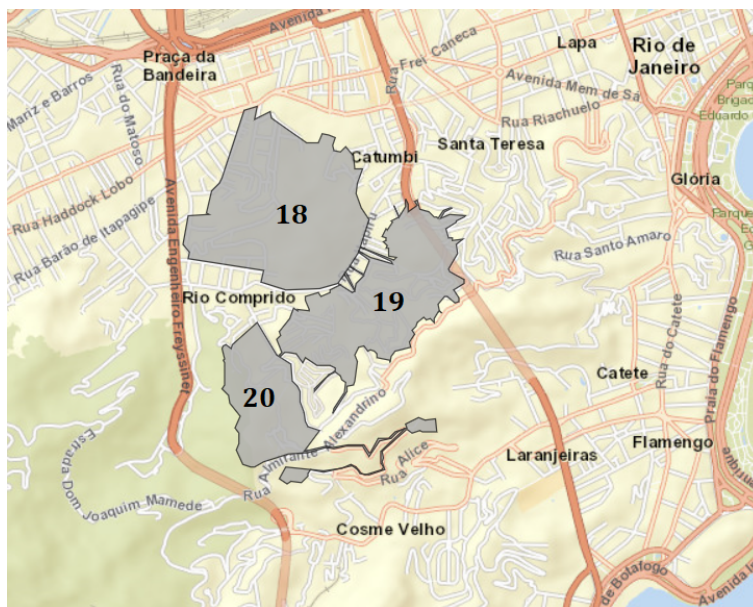 Avenida
Lapa
Rio de
Janeiro
Praça da
Bandeira
Rua Frei Caneca
Avenida Mem de Sá
Mariz e Barros
Rua do Matoso
Rua Riachuelo
Santa Teresa
Catumbi
Glória
Rua Haddock Lobo
Rua Barão de Itapagipe
18
Rua Santo Amaro
Rio Comprido
19
Avenida Engenheiro Freyssinet
Rua do Catete
Praia do Flamengo
Catete
20
Rua Almirante Alexandrino
Estrada Dom Joaquim Mamede
Rua Alice
Laranjeiras
Flamengo
Cosme Velho
de Botafogo